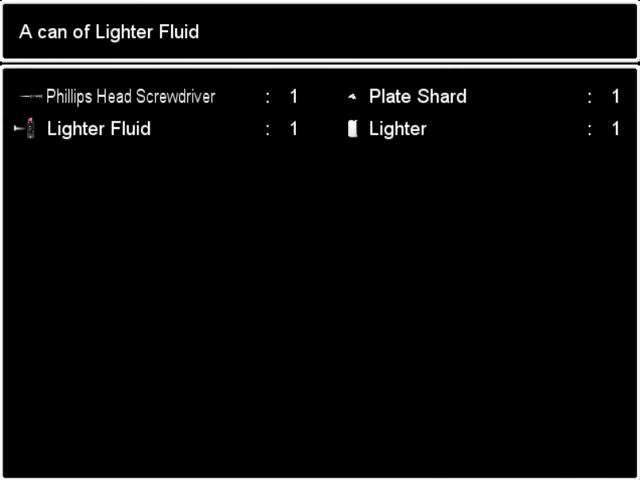 A can of Lighter Fluid
Phillips Head Screwdriver : 1 Plate Shard : 1
Lighter Fluid : 1 Lighter : 1